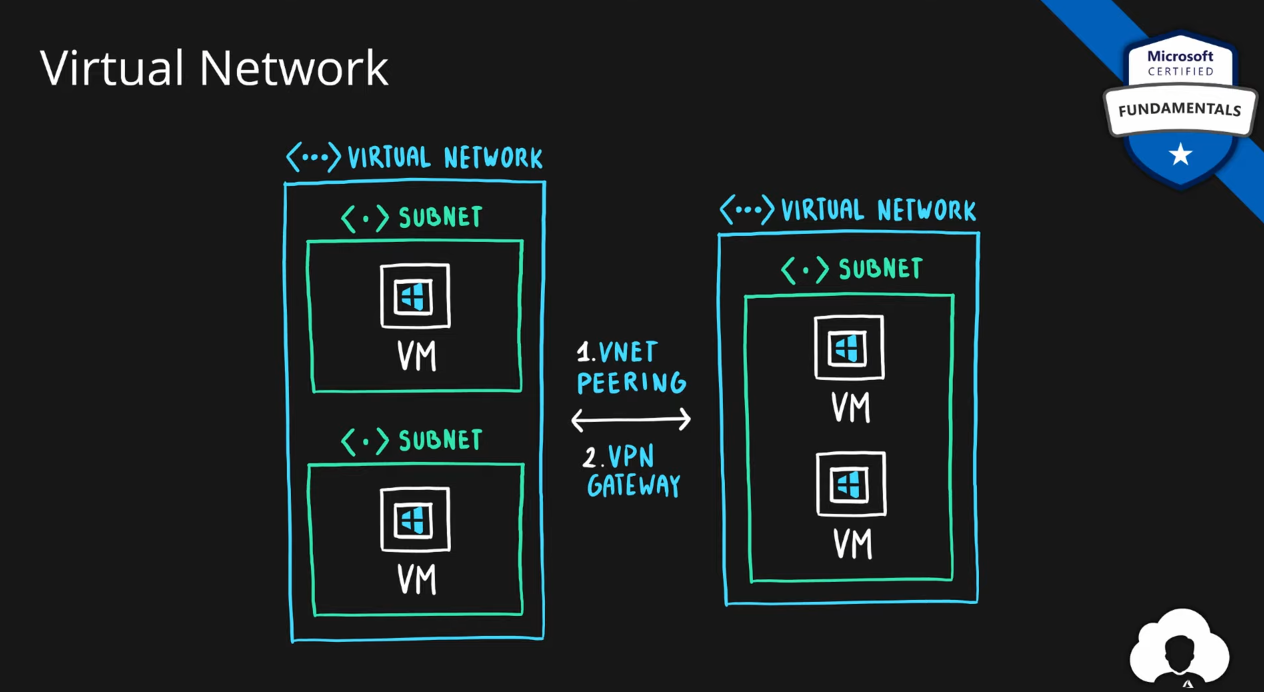 Virtual Network
Microsoft
CERTIFIED
FUNDAMENTALS
<···> VIRTUAL NETWORK
<·> SUBNET
VM
<·> SUBNET
VM
1. VNET
PEERING
2. VPN
GATEWAY
<···> VIRTUAL NETWORK
<·> SUBNET
VM
VM